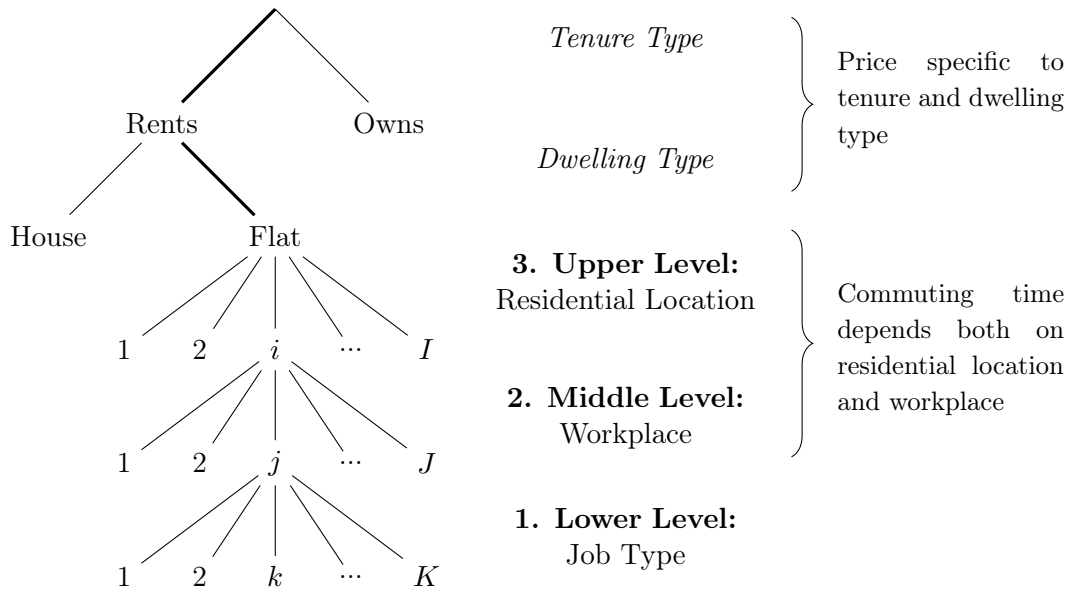 Tenure Type
Price specific to
tenure and dwelling
type
Rents
Owns
Dwelling Type
House
Flat
3. Upper Level:
Residential Location
Commuting time
depends both on
residential location
and workplace
1 2 i ... I
2. Middle Level:
Workplace
1 2 j ... J
1. Lower Level:
Job Type
1 2 k ... K